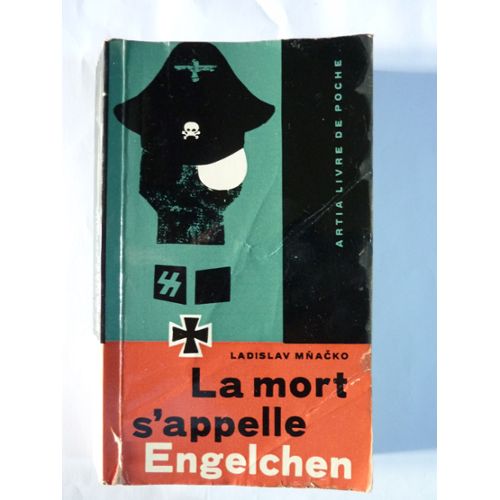 ARTIA LIVRE DE POCHE
LADISLAV MŇAČKO
La mort
s'appelle
Engelchen